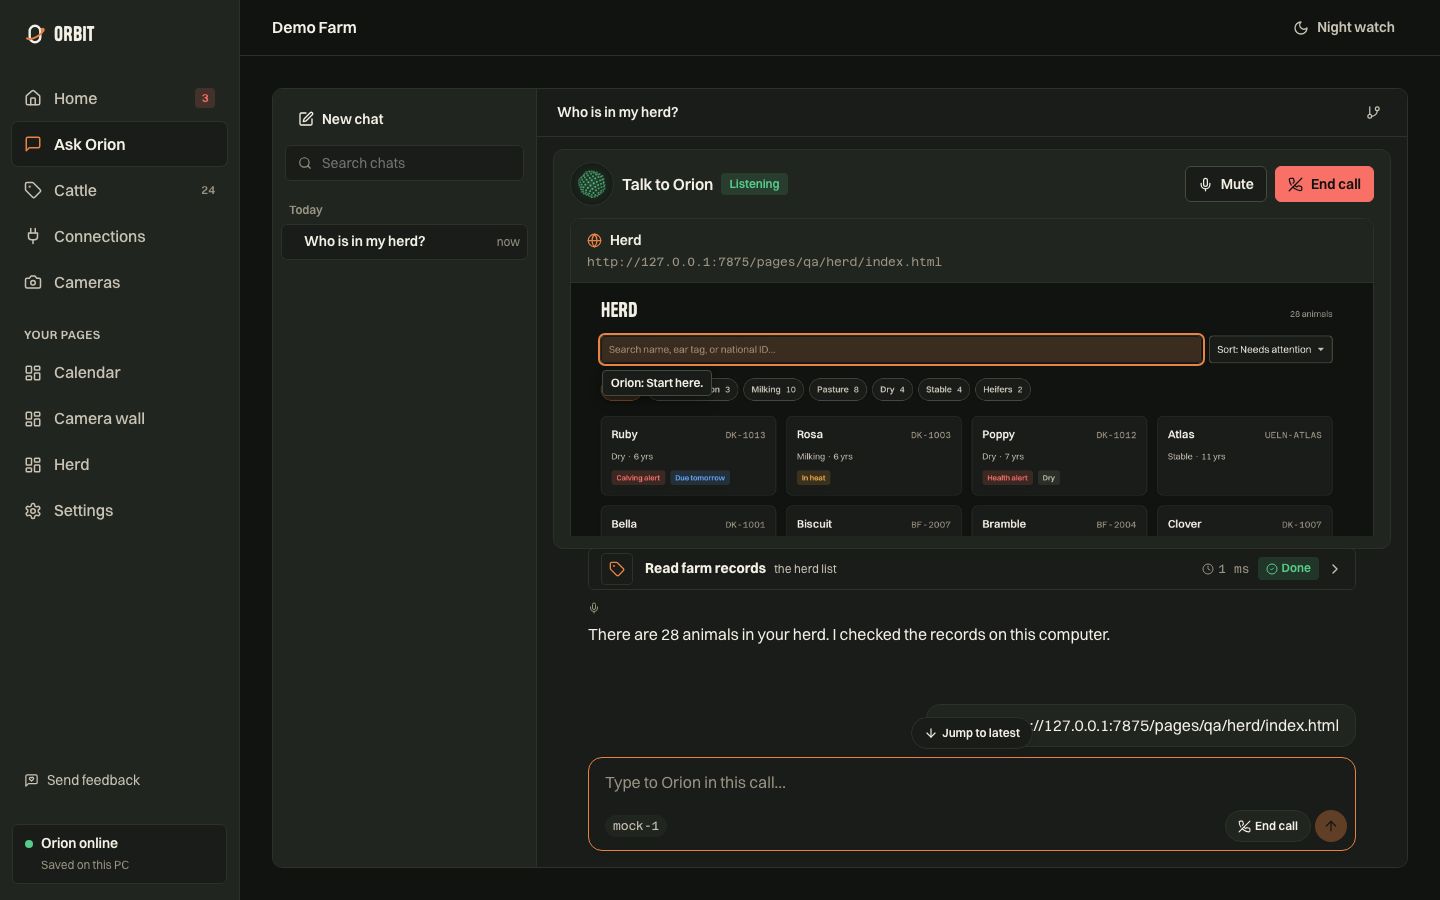 ORBIT
Home 3
Ask Orion
Cattle 24
Connections
Cameras
YOUR PAGES
Calendar
Camera wall
Herd
Settings
Send feedback
Orion online
Saved on this PC
Demo Farm
Night watch
New chat
Search chats
Today
Who is in my herd? now
Who is in my herd?
Talk to Orion Listening
Mute
End call
Herd
http://127.0.0.1:7875/pages/qa/herd/index.html
HERD
28 animals
Search name, ear tag, or national ID...
Sort: Needs attention
Orion: Start here.
3
Milking 10
Pasture 8
Dry 4
Stable 4
Heifers 2
Ruby DK-1013
Dry · 6 yrs
Calving alert Due tomorrow
Rosa DK-1003
Milking · 6 yrs
In heat
Poppy DK-1012
Dry · 7 yrs
Health alert Dry
Atlas UELN-ATLAS
Stable · 11 yrs
Bella DK-1001
Biscuit BF-2007
Bramble BF-2004
Clover DK-1007
Read farm records the herd list
1 ms
Done
There are 28 animals in your herd. I checked the records on this computer.
://127.0.0.1:7875/pages/qa/herd/index.html
Jump to latest
Type to Orion in this call...
mock-1
End call